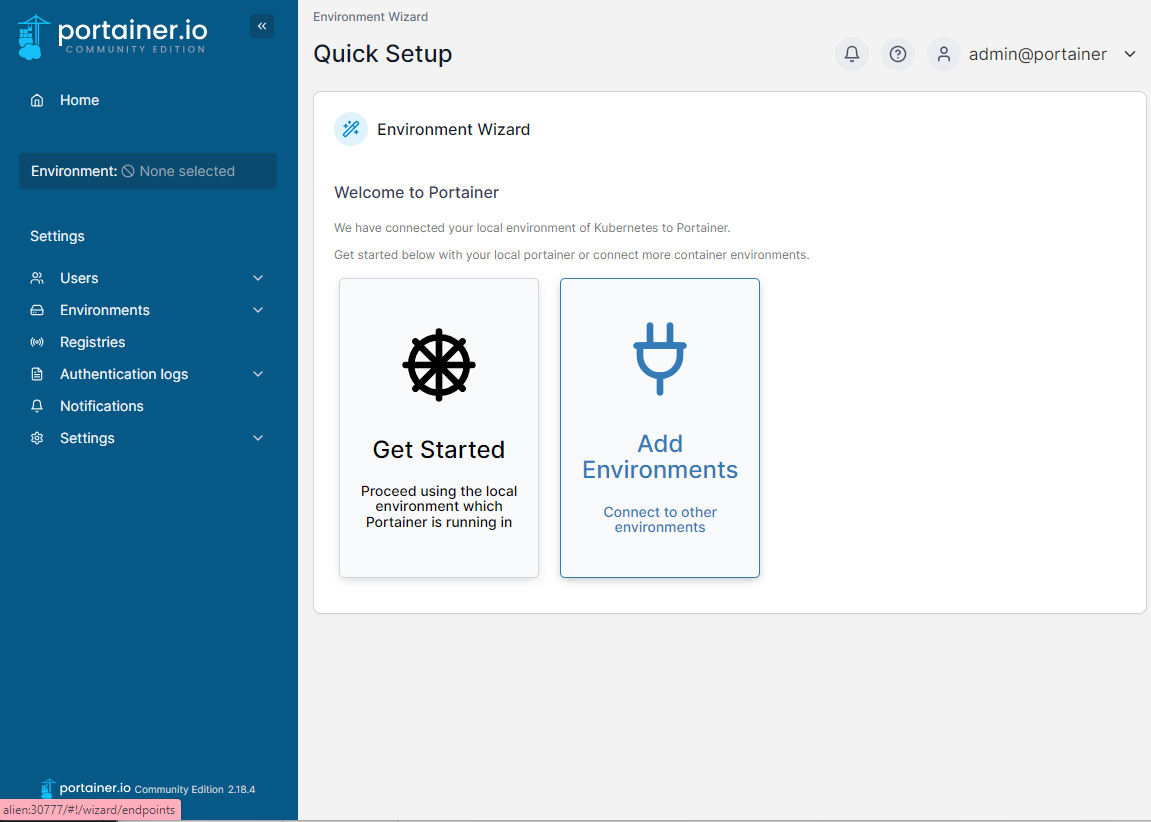 portainer.io
COMMUNITY EDITION
«
Home
Environment: None selected
Settings
Users
Environments
Registries
Authentication logs
Notifications
Settings
portainer.io Community Edition 2.18.4
alien:30777/#!/wizard/endpoints
Environment Wizard
Quick Setup
admin@portainer
Environment Wizard
Welcome to Portainer
We have connected your local environment of Kubernetes to Portainer.
Get started below with your local portainer or connect more container environments.
Get Started
Proceed using the local
environment which
Portainer is running in
Add
Environments
Connect to other
environments